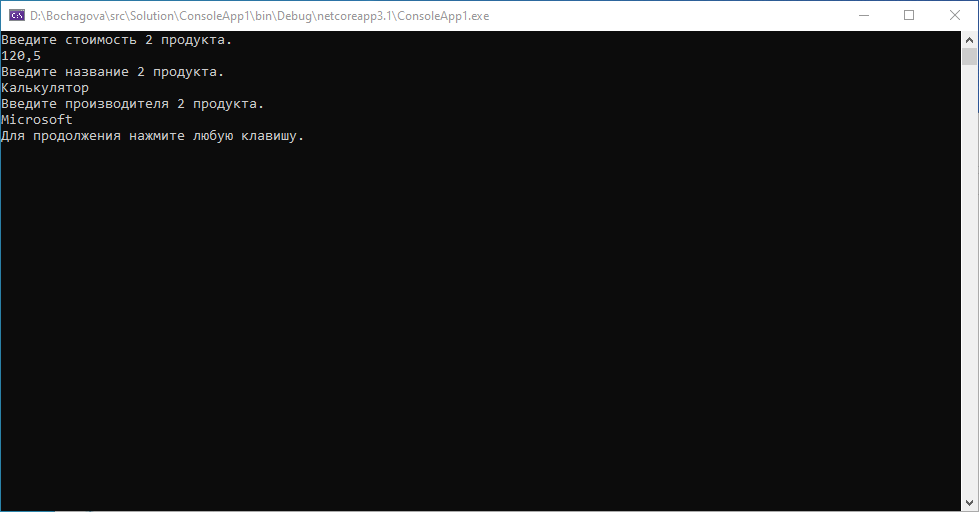 D:\Bochagova\src\Solution\ConsoleApp1\bin\Debug\netcoreapp3.1\ConsoleApp1.exe
Введите стоимость 2 продукта.
120,5
Введите название 2 продукта.
Калькулятор
Введите производителя 2 продукта.
Microsoft
Для продолжения нажмите любую клавишу.